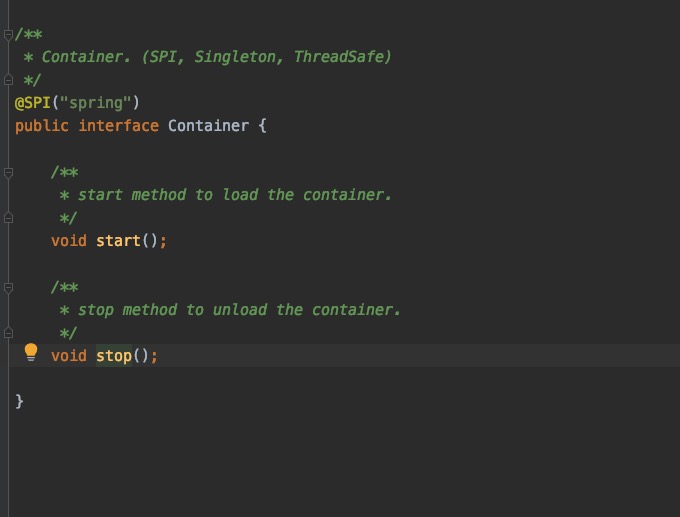 /**
 * Container. (SPI, Singleton, ThreadSafe)
 */
@SPI("spring")
public interface Container {
    /**
     * start method to load the container.
     */
    void start();
    /**
     * stop method to unload the container.
     */
    void stop();
}